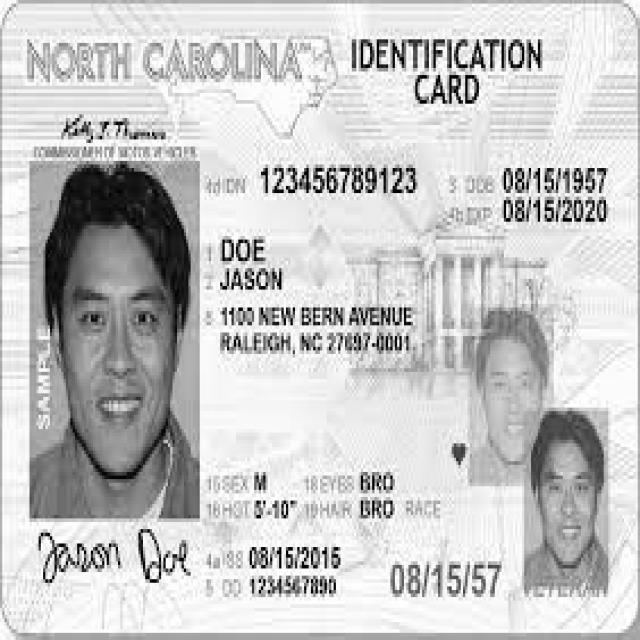 NORTH CAROLINA
IDENTIFICATION
CARD
COMMISSIONER OF MOTOR VEHICLES
4d IDN 123456789123
3 DOB 08/15/1957
4b EXP 08/15/2020
1 DOE
2 JASON
8 1100 NEW BERN AVENUE
RALEIGH, NC 27697-0001
SAMPLE
15 SEX M 18 EYES BRO
16 HGT 5'-10" 19 HAIR BRO RACE
Jason Doe
4a ISS 08/15/2015
5 DD 1234567890
08/15/57
VETERAN